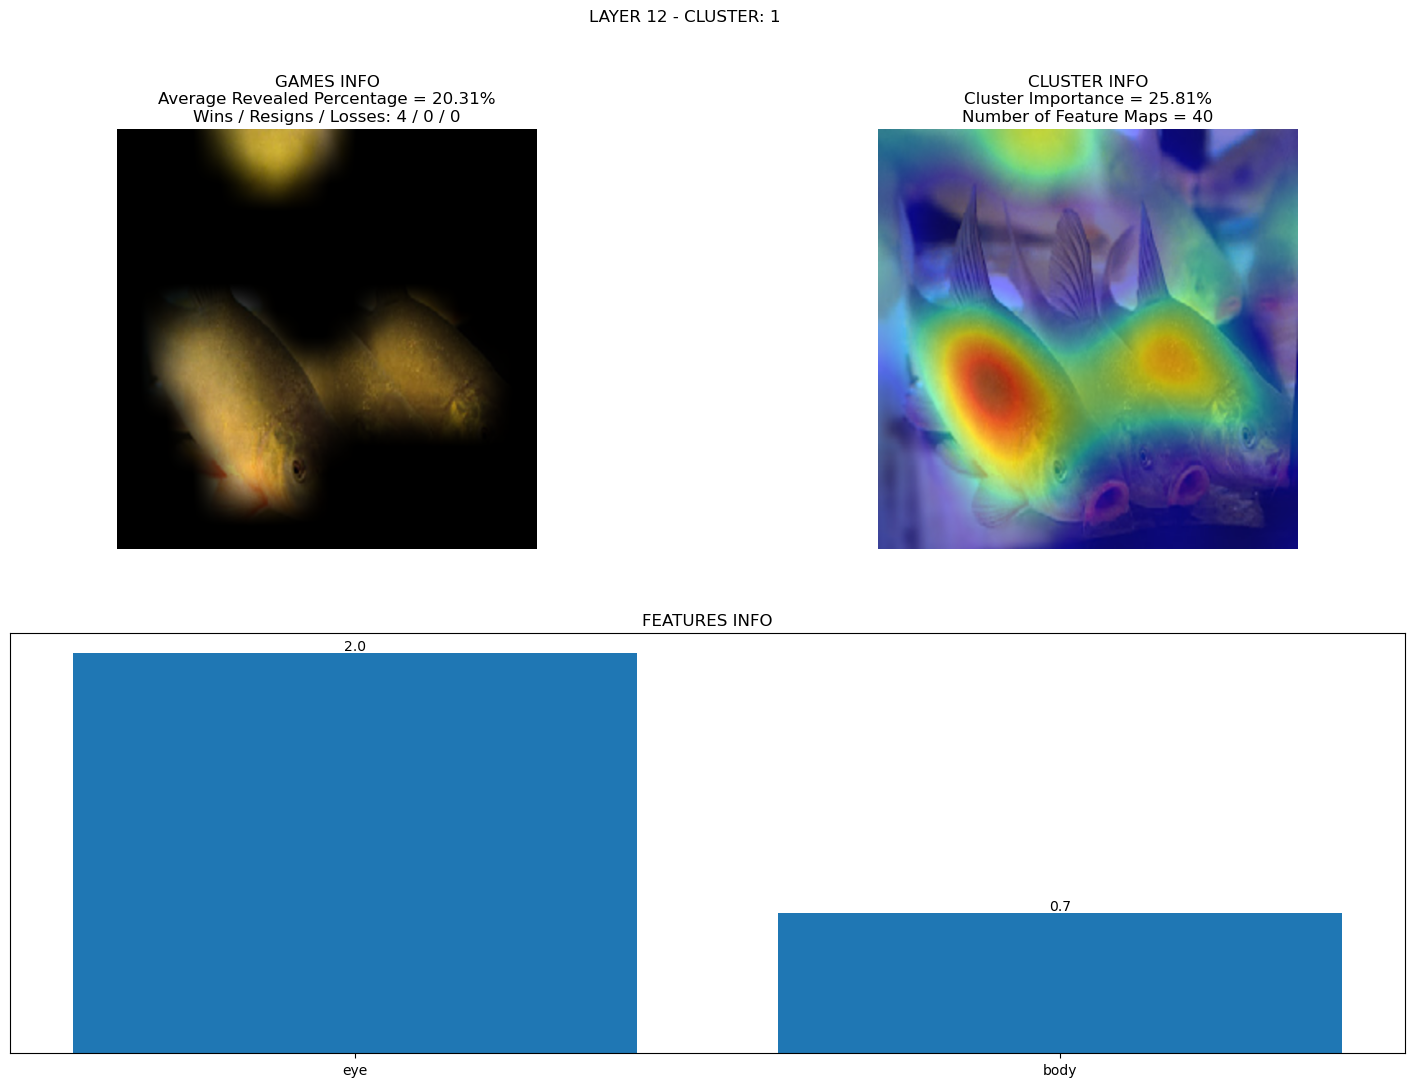 LAYER 12 - CLUSTER: 1
GAMES INFO
Average Revealed Percentage = 20.31%
Wins / Resigns / Losses: 4 / 0 / 0
CLUSTER INFO
Cluster Importance = 25.81%
Number of Feature Maps = 40
FEATURES INFO
2.0
0.7
eye
body